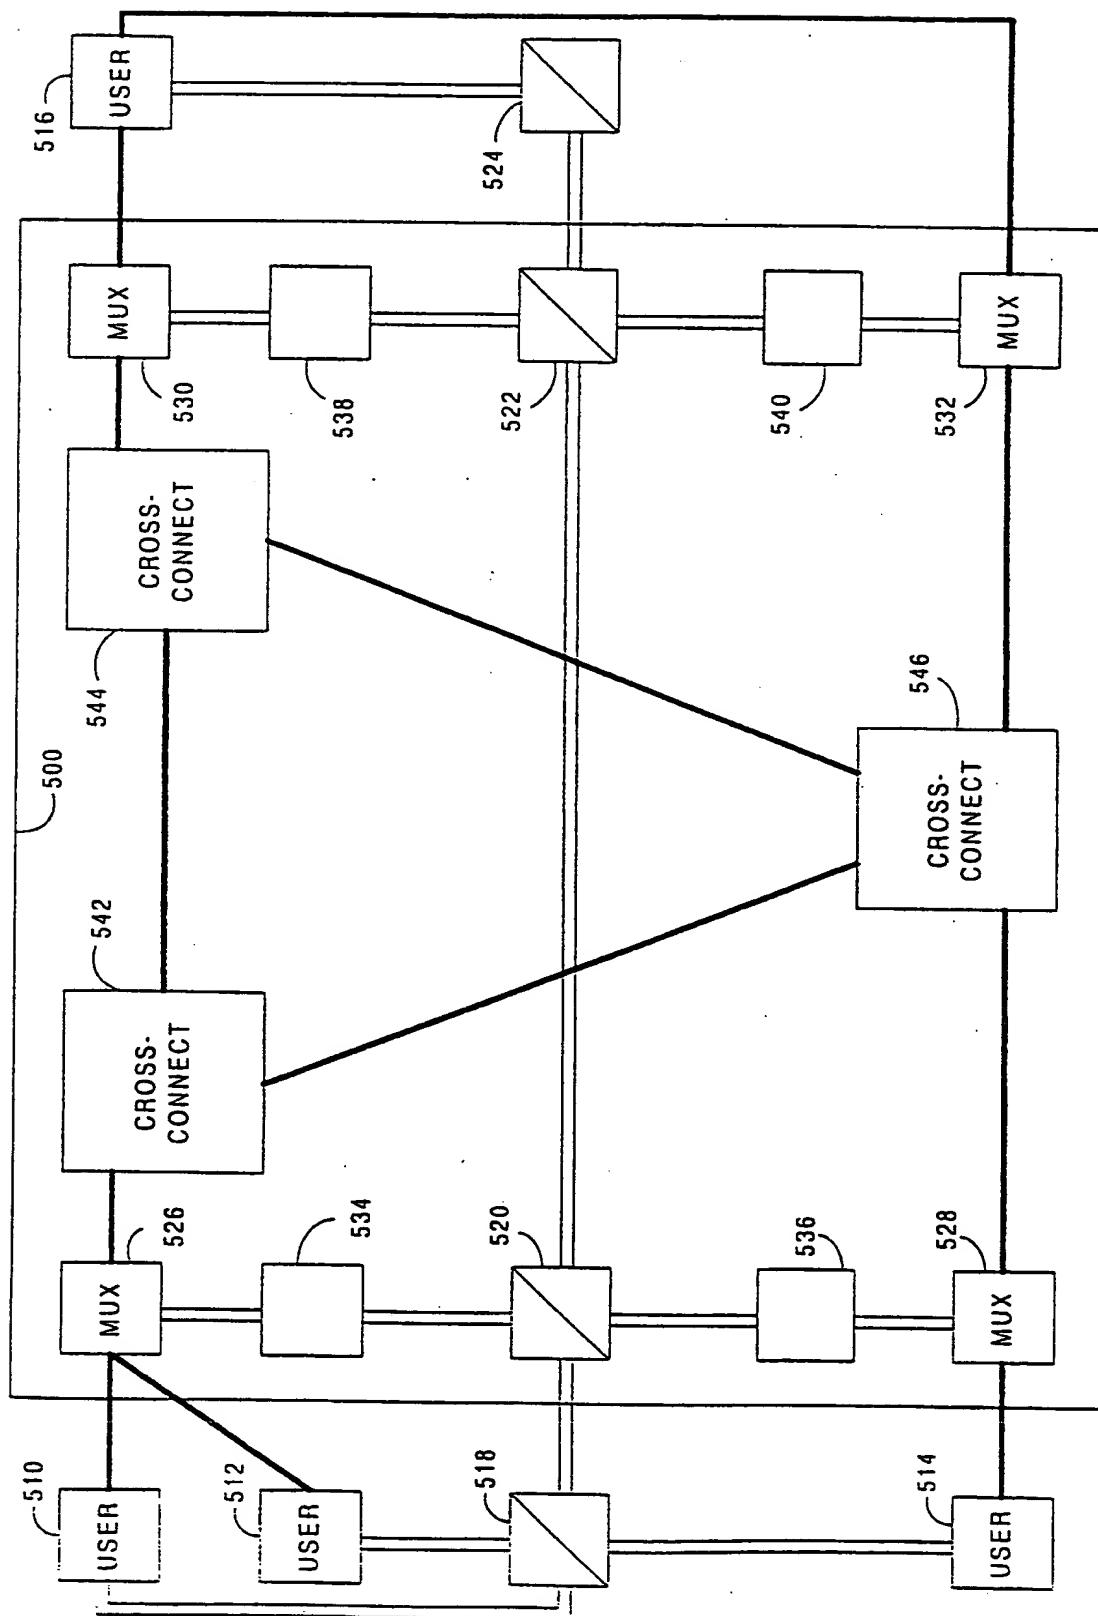 500
510
USER
512
USER
518
514
USER
526
MUX
534
520
536
528
MUX
542
CROSS-
CONNECT
544
CROSS-
CONNECT
546
CROSS-
CONNECT
530
MUX
538
522
540
532
MUX
516
USER
524